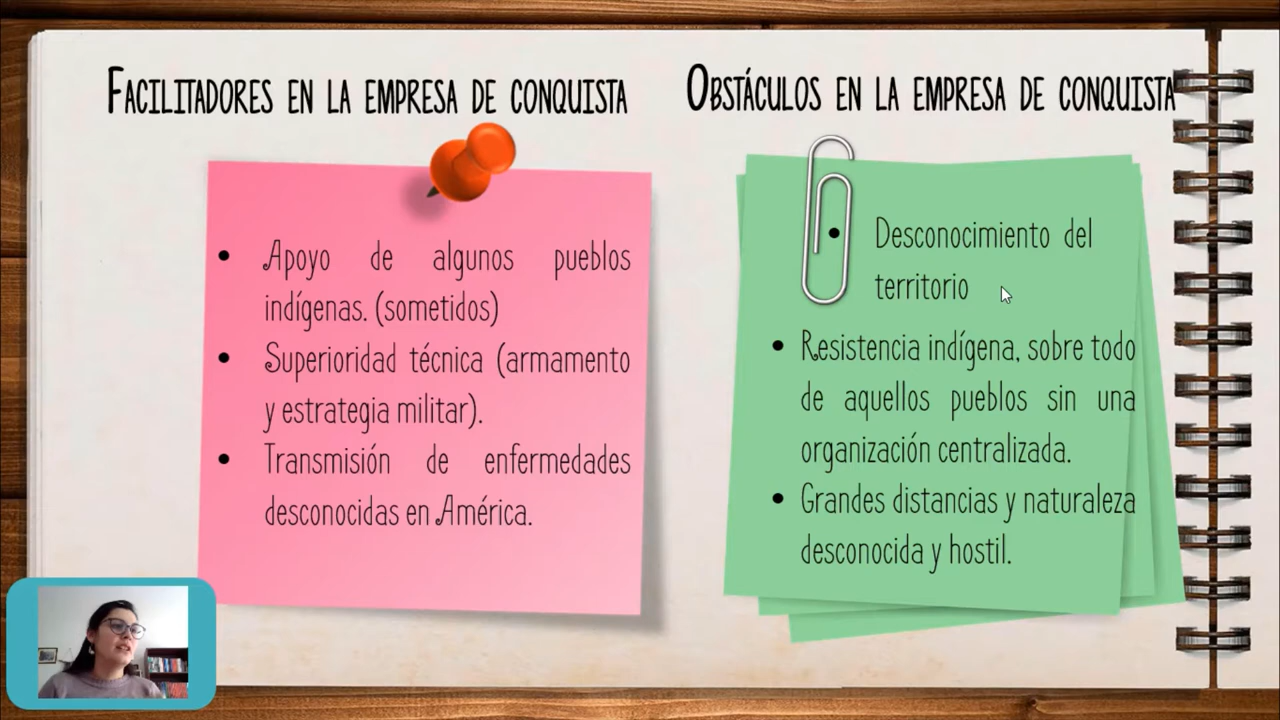 Facilitadores en la empresa de conquista
• Apoyo de algunos pueblos
indígenas. (sometidos)
• Superioridad técnica (armamento
y estrategia militar).
• Transmisión de enfermedades
desconocidas en América.
Obstáculos en la empresa de conquista
• Desconocimiento del
territorio
• Resistencia indígena, sobre todo
de aquellos pueblos sin una
organización centralizada.
• Grandes distancias y naturaleza
desconocida y hostil.